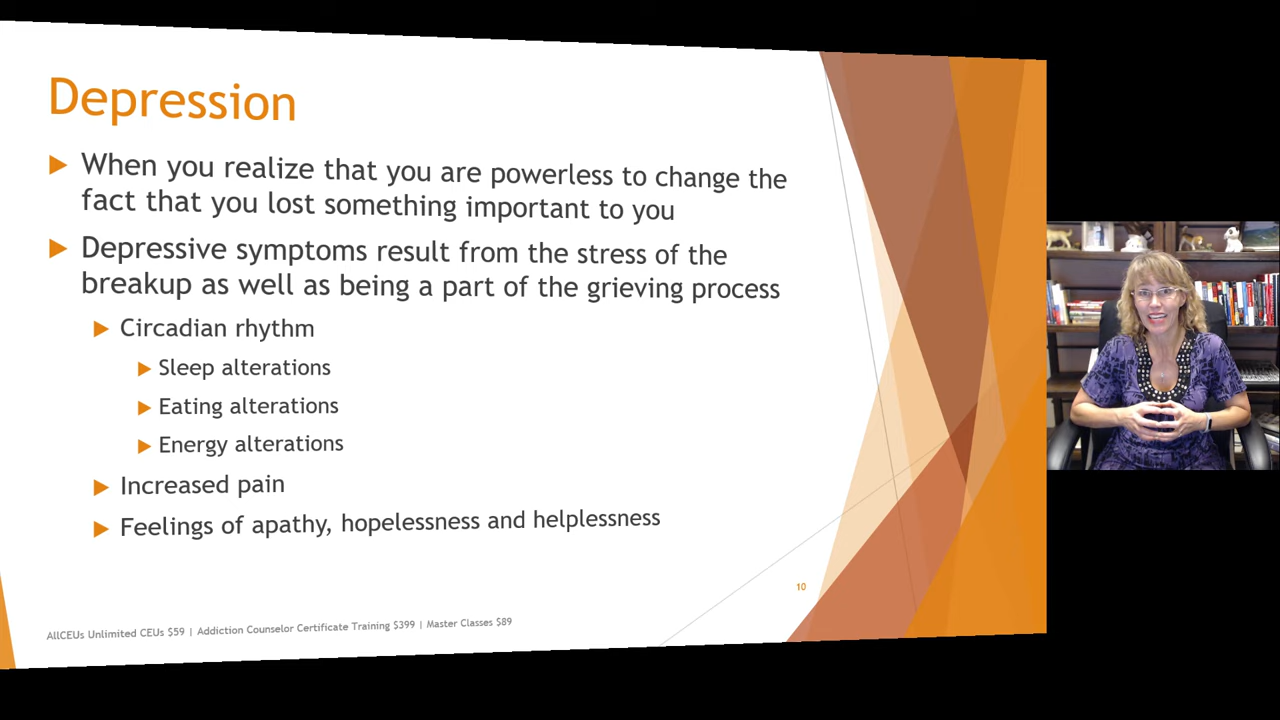 Depression
When you realize that you are powerless to change the
fact that you lost something important to you
Depressive symptoms result from the stress of the
breakup as well as being a part of the grieving process
Circadian rhythm
Sleep alterations
Eating alterations
Energy alterations
Increased pain
Feelings of apathy, hopelessness and helplessness
10
AllCEUs Unlimited CEUs $59 | Addiction Counselor Certificate Training $399 | Master Classes $89